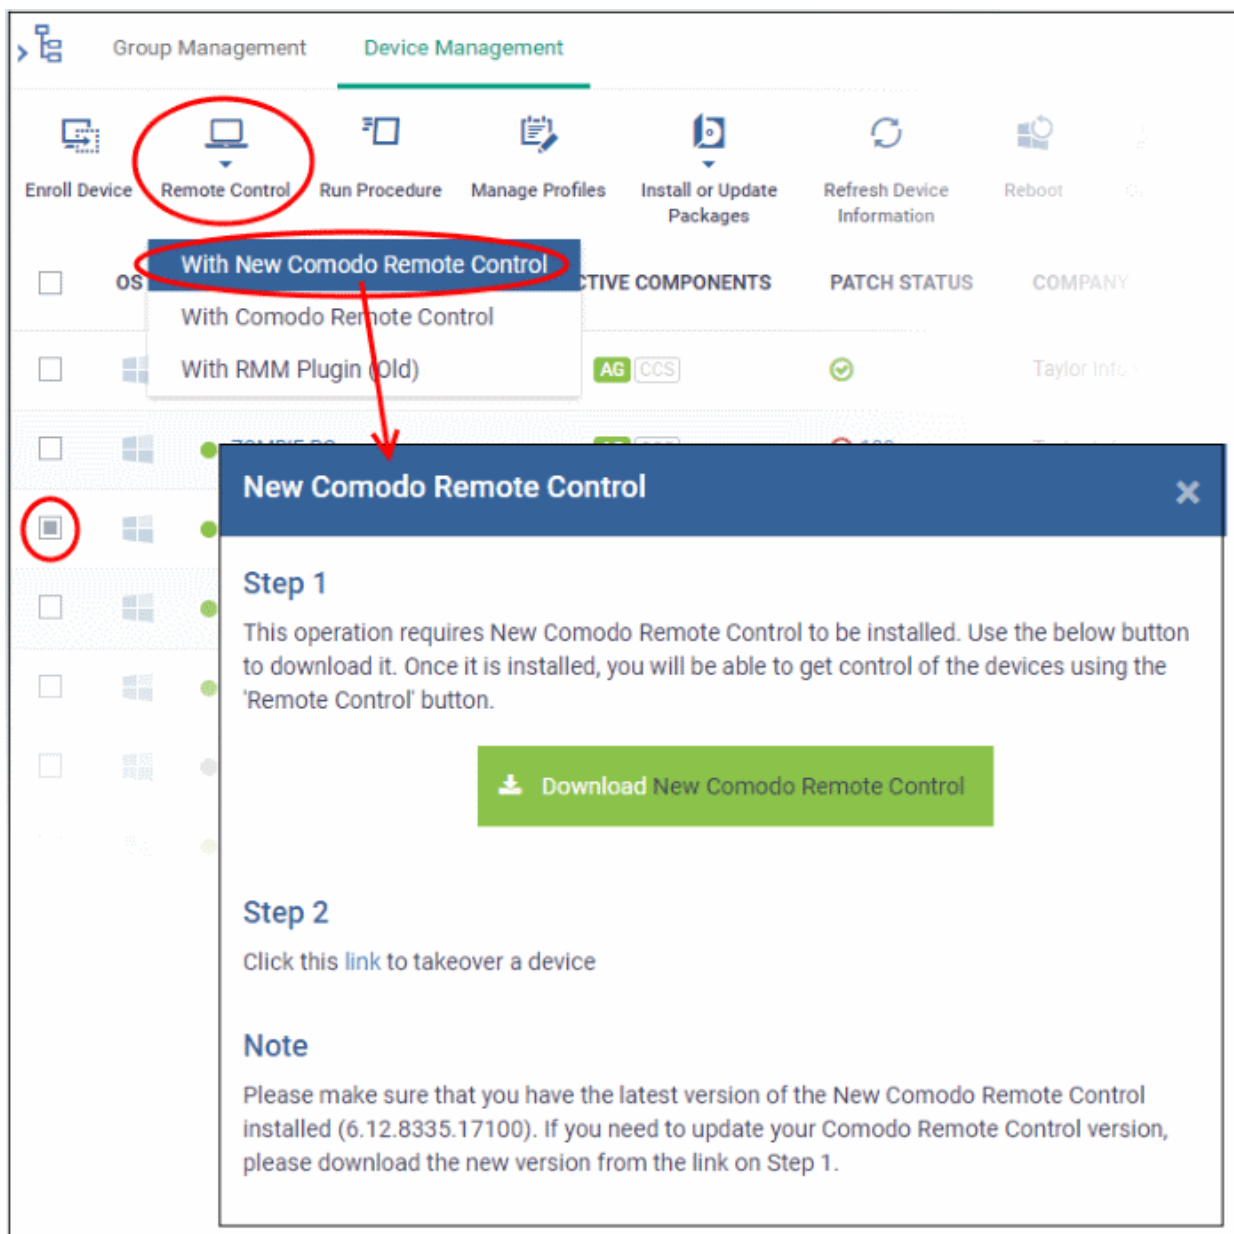 Group Management
Device Management
Enroll Device
Remote Control
Run Procedure
Manage Profiles
Install or Update
Packages
Refresh Device
Information
Reboot
With New Comodo Remote Control
OS
CTIVE COMPONENTS
PATCH STATUS
COMPANY
With Comodo Remote Control
With RMM Plugin (Old)
AG
CCS
Taylor
New Comodo Remote Control
Step 1
This operation requires New Comodo Remote Control to be installed. Use the below button
to download it. Once it is installed, you will be able to get control of the devices using the
'Remote Control' button.
Download New Comodo Remote Control
Step 2
Click this link to takeover a device
Note
Please make sure that you have the latest version of the New Comodo Remote Control
installed (6.12.8335.17100). If you need to update your Comodo Remote Control version,
please download the new version from the link on Step 1.